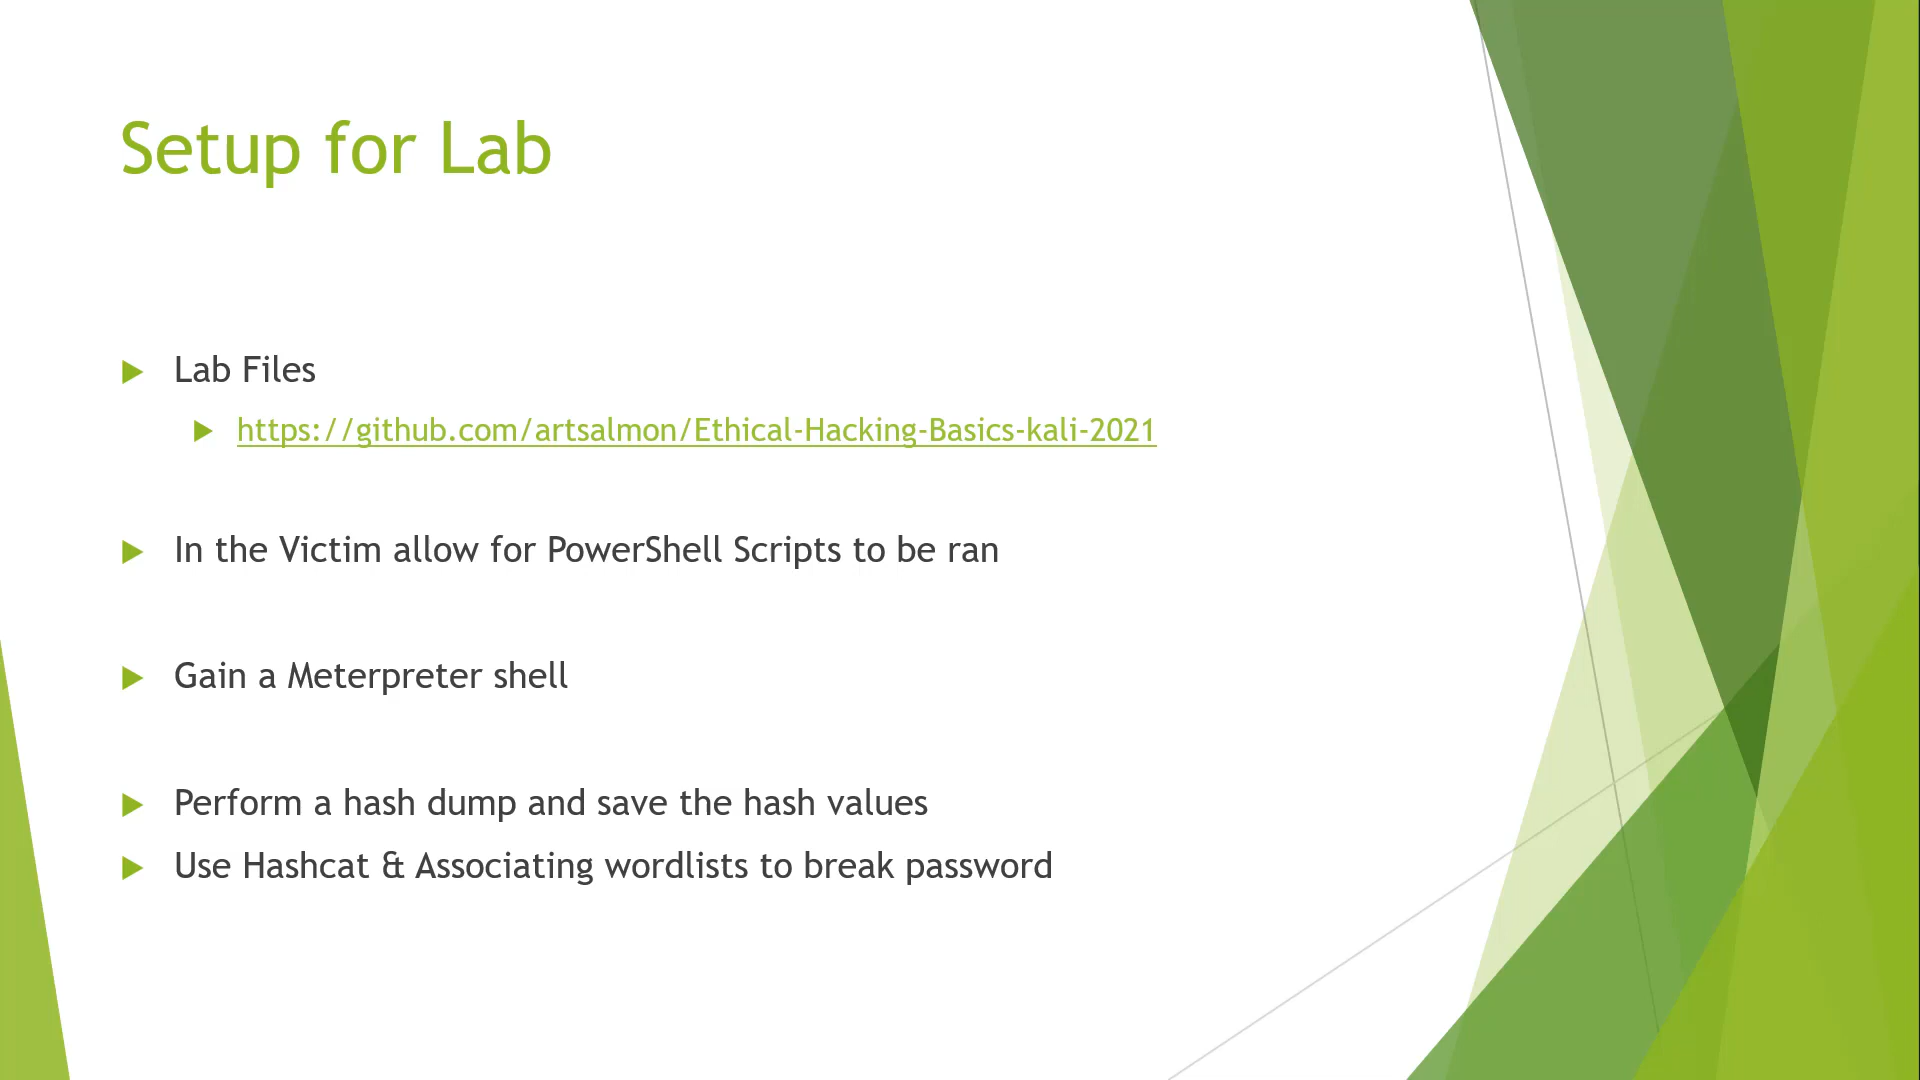 Setup for Lab
Lab Files
https://github.com/artsalmon/Ethical-Hacking-Basics-kali-2021
In the Victim allow for PowerShell Scripts to be ran
Gain a Meterpreter shell
Perform a hash dump and save the hash values
Use Hashcat & Associating wordlists to break password